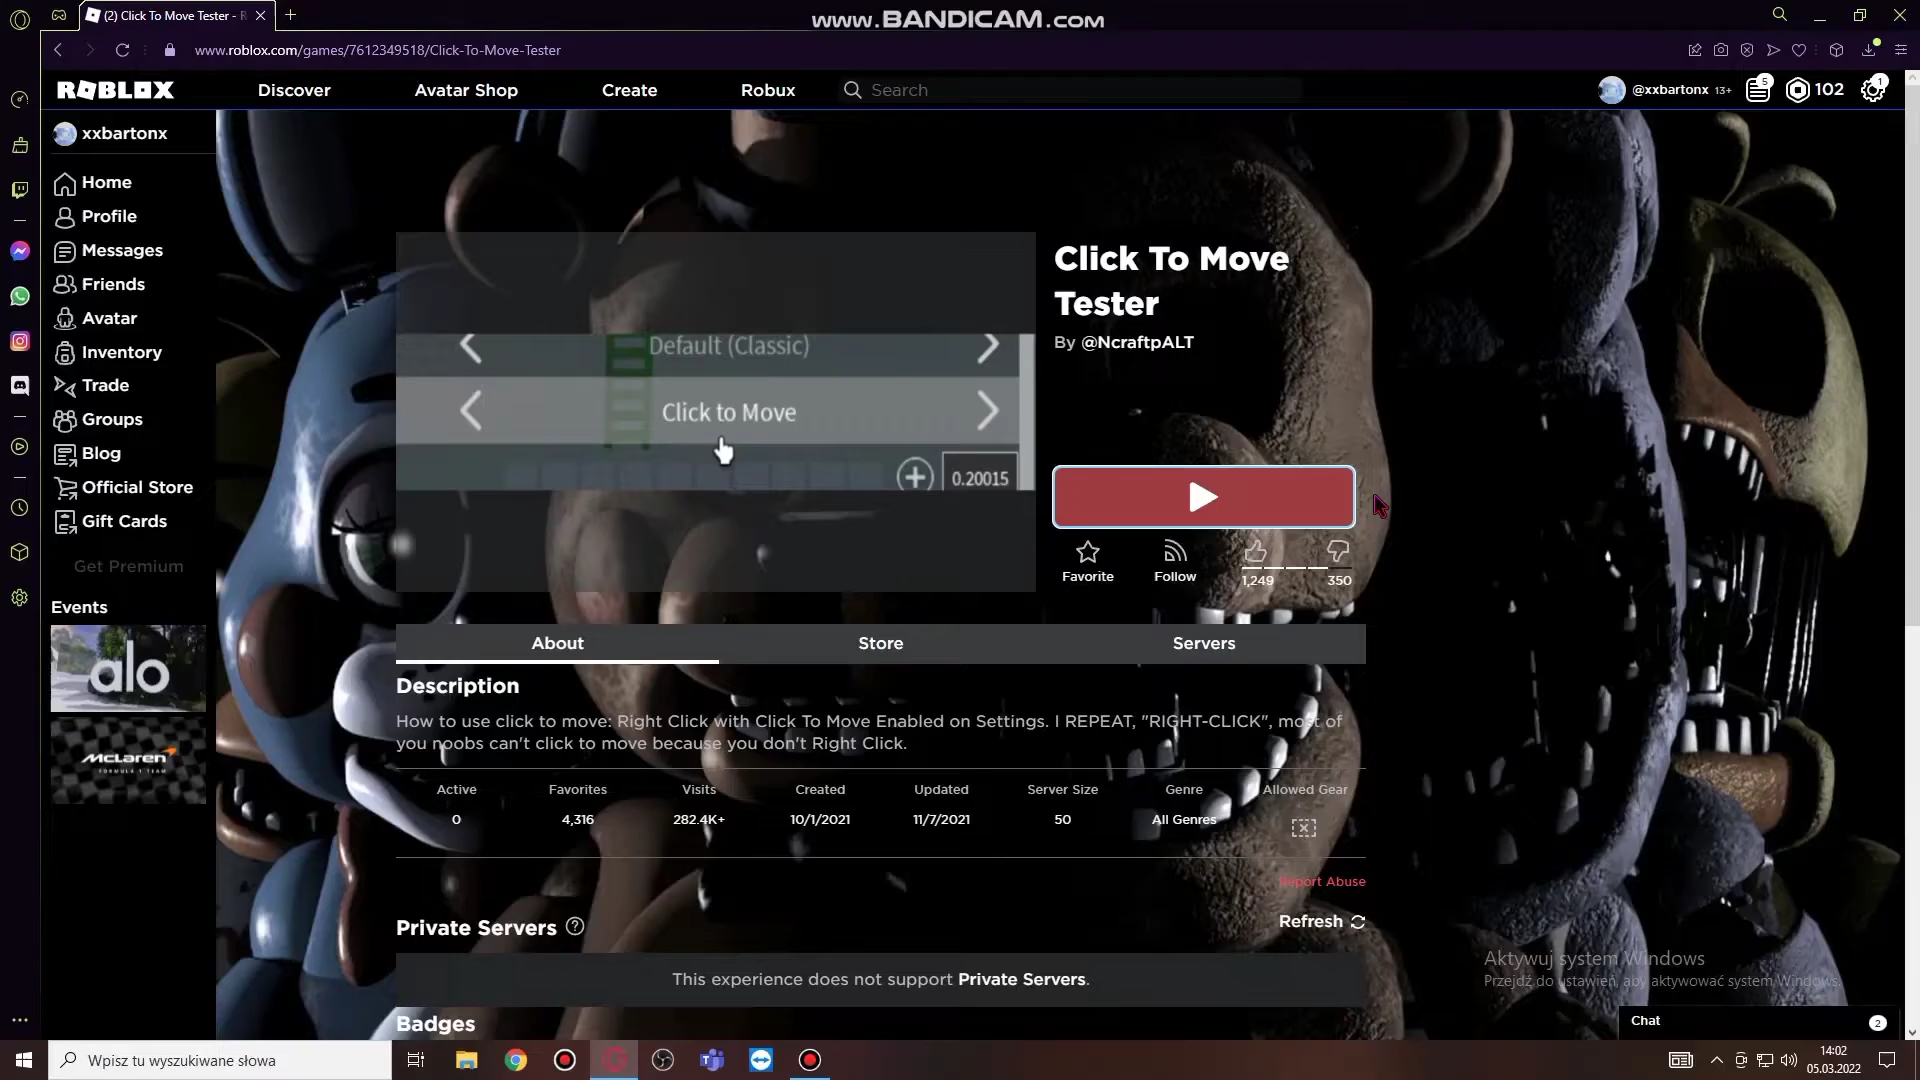 (2) Click To Move Tester - R
www.BANDICAM.com
www.roblox.com/games/7612349518/Click-To-Move-Tester
ROBLOX
Discover
Avatar Shop
Create
Robux
Search
@xxbartonx 13+
5
102
1
xxbartonx
Home
Profile
Messages
Friends
Avatar
Inventory
Trade
Groups
Blog
Official Store
Gift Cards
Get Premium
Events
alo
McLaren
FORMULA 1 TEAM
Default (Classic)
Click to Move
0.20015
Click To Move
Tester
By @NcraftpALT
Favorite
Follow
1,249
350
About
Store
Servers
Description
How to use click to move: Right Click with Click To Move Enabled on Settings. I REPEAT, "RIGHT-CLICK", most of
you noobs can't click to move because you don't Right Click.
Active
Favorites
Visits
Created
Updated
Server Size
Genre
Allowed Gear
0
4,316
282.4K+
10/1/2021
11/7/2021
50
All Genres
Report Abuse
Private Servers
Refresh
This experience does not support Private Servers.
Badges
Aktywuj system Windows
Przejdź do ustawień, aby aktywować system Windows.
Chat
2
Wpisz tu wyszukiwane słowa
14:02
05.03.2022